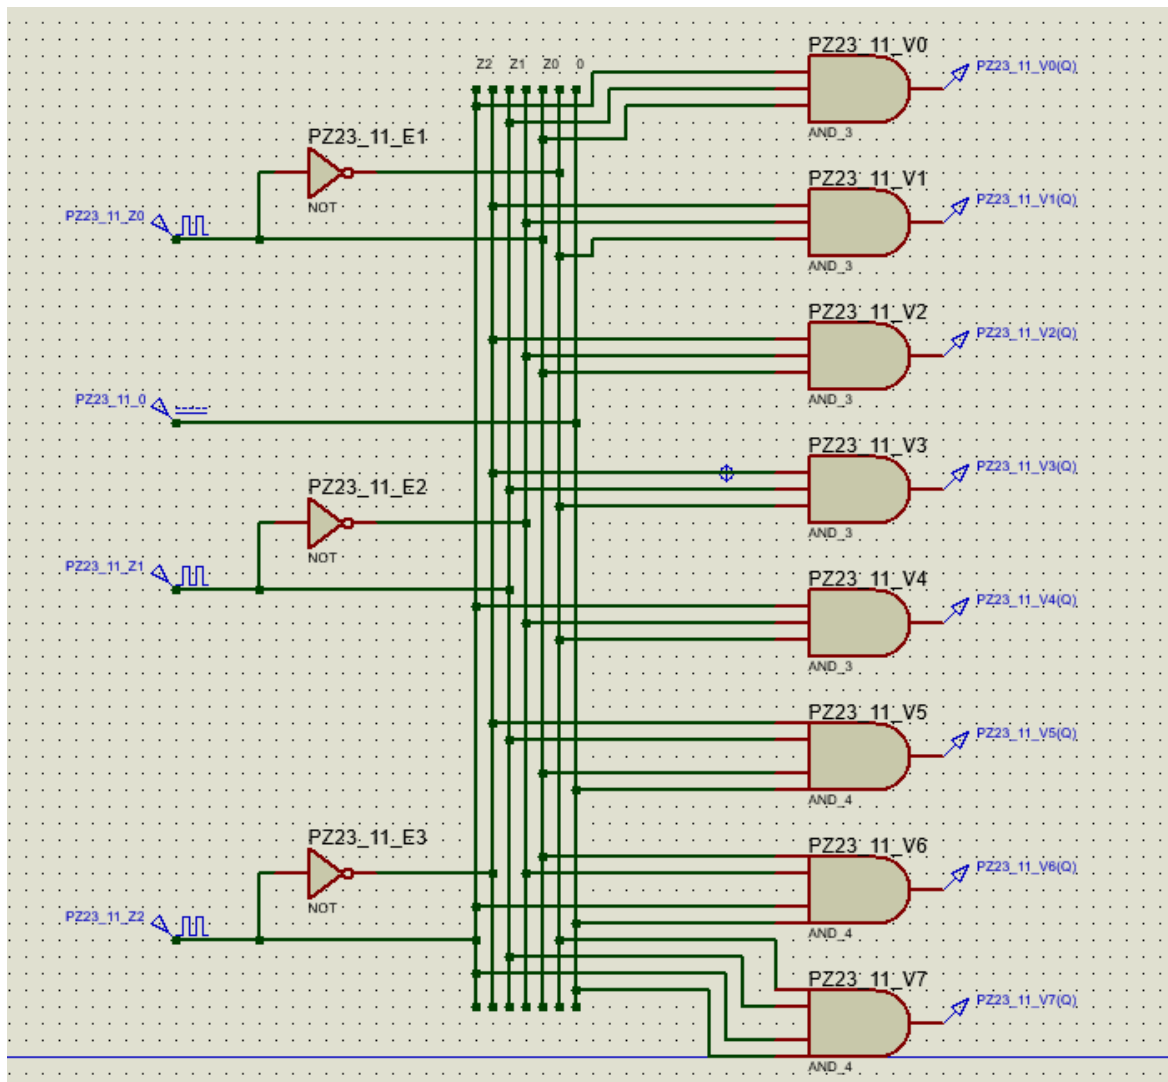 Z2 Z1 Z0 0
PZ23_11_V0
PZ23_11_V0(Q)
AND_3
PZ23_11_E1
NOT
PZ23_11_Z0
PZ23_11_V1
PZ23_11_V1(Q)
AND_3
PZ23_11_V2
PZ23_11_V2(Q)
AND_3
PZ23_11_0
PZ23_11_V3
PZ23_11_V3(Q)
AND_3
PZ23_11_E2
NOT
PZ23_11_Z1
PZ23_11_V4
PZ23_11_V4(Q)
AND_3
PZ23_11_V5
PZ23_11_V5(Q)
AND_4
PZ23_11_E3
NOT
PZ23_11_Z2
PZ23_11_V6
PZ23_11_V6(Q)
AND_4
PZ23_11_V7
PZ23_11_V7(Q)
AND_4